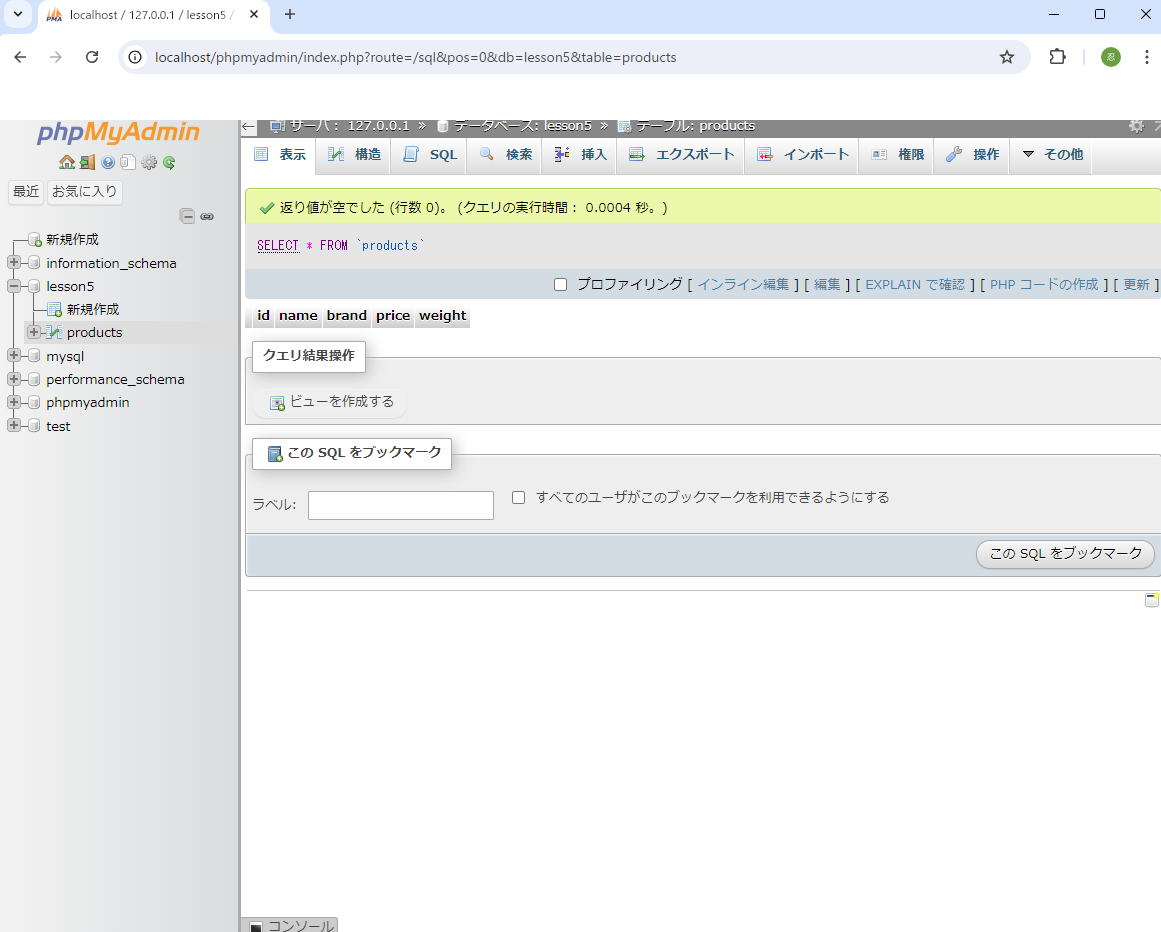 localhost / 127.0.0.1 / lesson5 /
localhost/phpmyadmin/index.php?route=/sql&pos=0&db=lesson5&table=products
忍
phpMyAdmin
最近 お気に入り
新規作成
information_schema
lesson5
新規作成
products
mysql
performance_schema
phpmyadmin
test
サーバ: 127.0.0.1 » データベース: lesson5 » テーブル: products
表示 構造 SQL 検索 挿入 エクスポート インポート 権限 操作 その他
返り値が空でした (行数 0)。 (クエリの実行時間: 0.0004 秒。)
SELECT * FROM `products`
プロファイリング [ インライン編集 ] [ 編集 ] [ EXPLAIN で確認 ] [ PHP コードの作成 ] [ 更新 ]
id name brand price weight
クエリ結果操作
ビューを作成する
この SQL をブックマーク
ラベル: すべてのユーザがこのブックマークを利用できるようにする
この SQL をブックマーク
コンソール